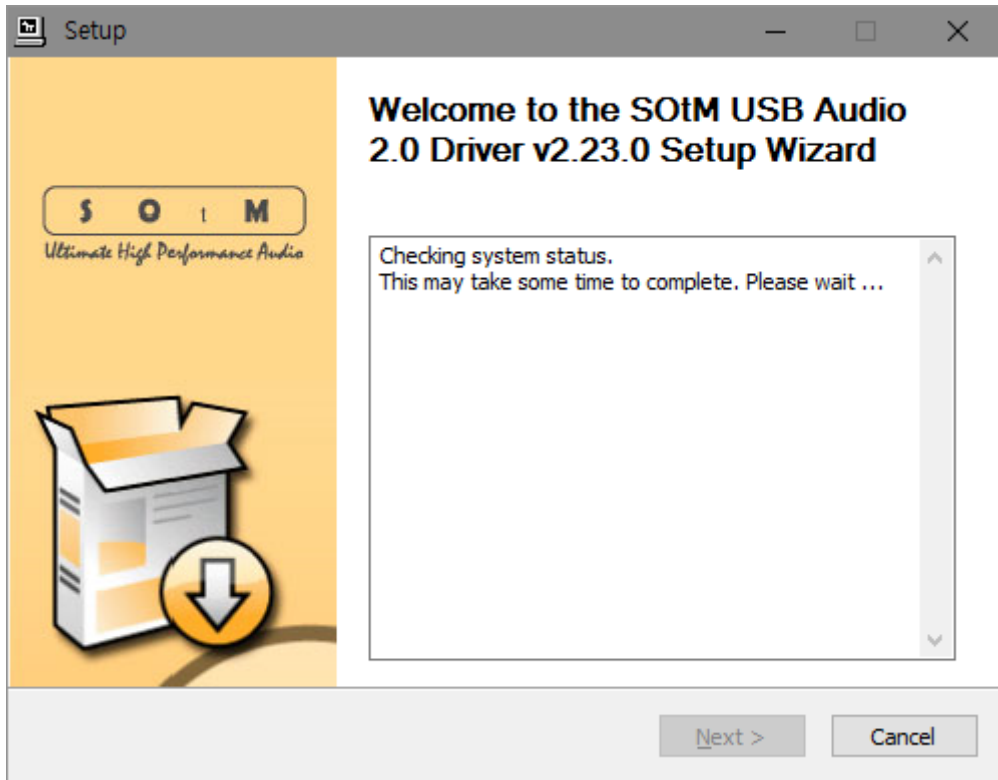 Setup
S O t M
Ultimate High Performance Audio
Welcome to the SOtM USB Audio
2.0 Driver v2.23.0 Setup Wizard
Checking system status.
This may take some time to complete. Please wait ...
Next >
Cancel